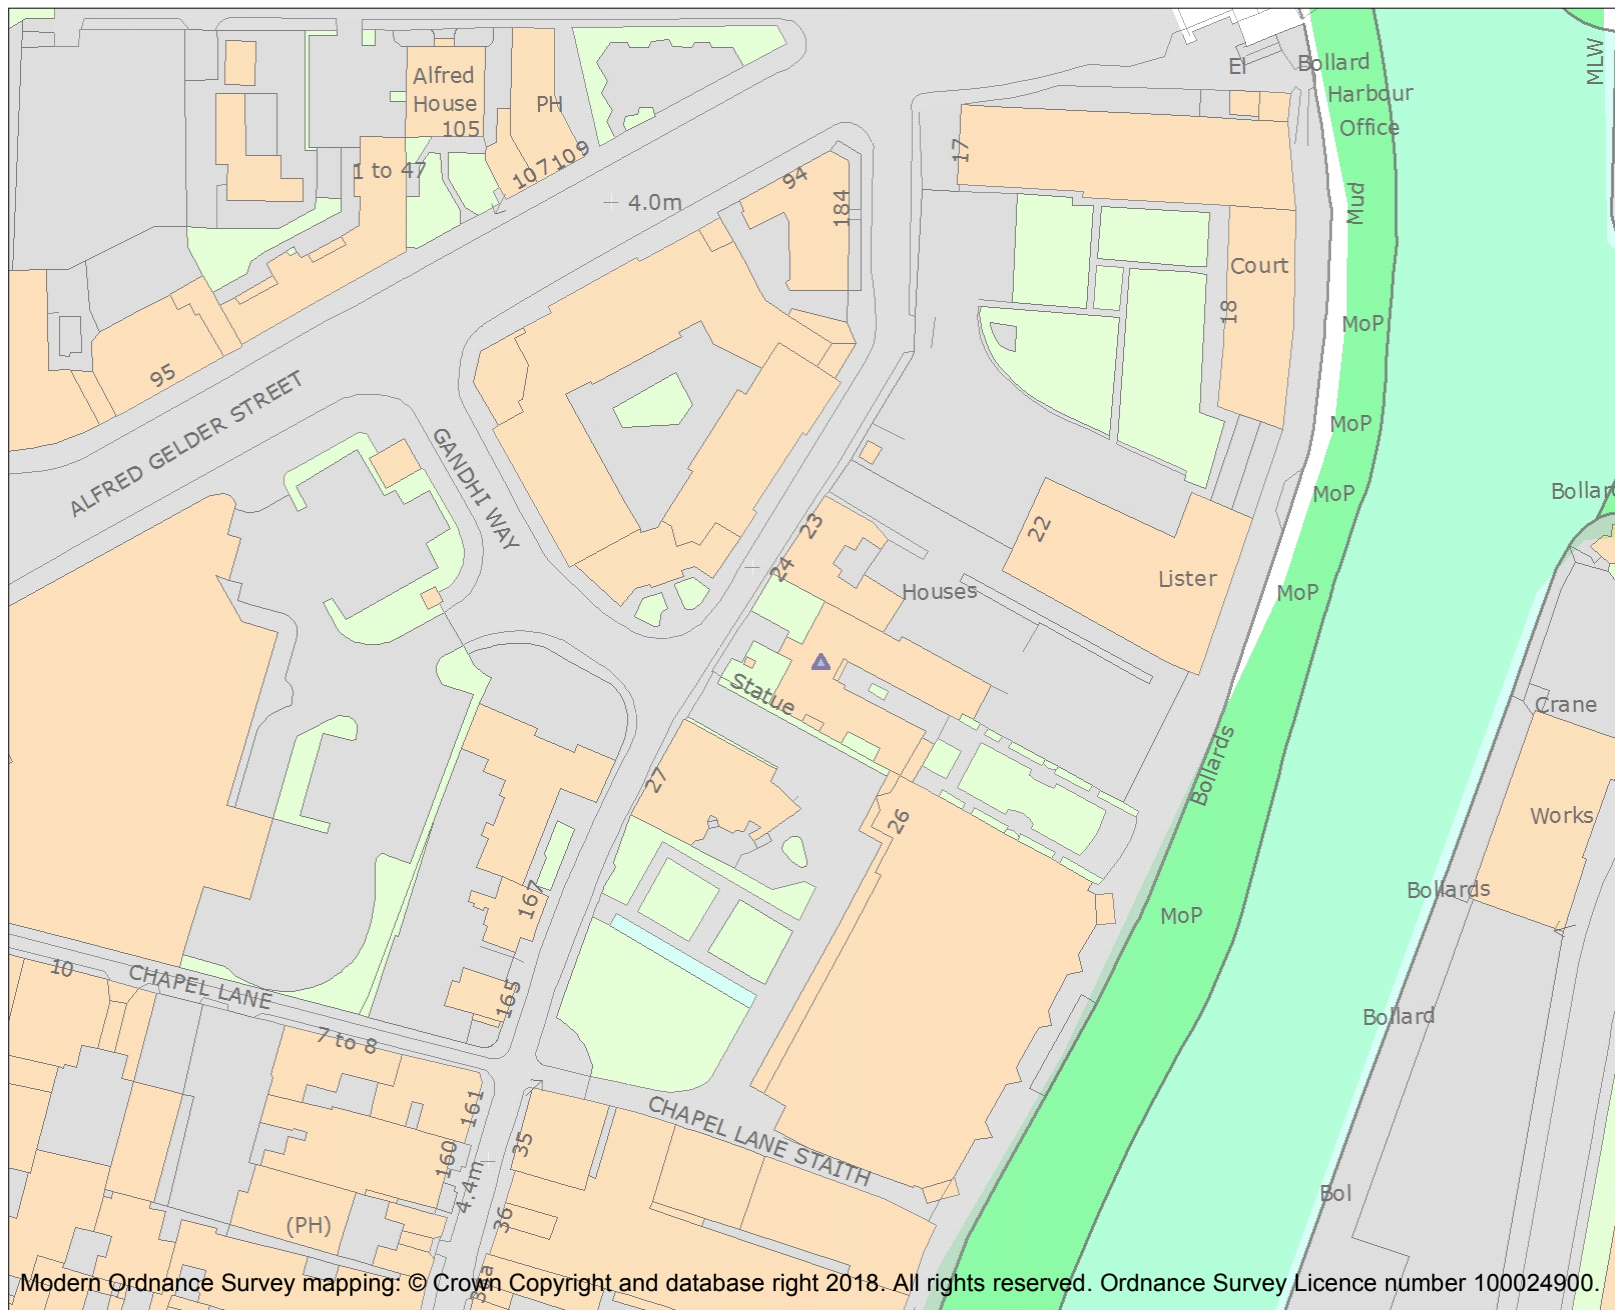 El
Bollard
MLW
Alfred
House
105
PH
Harbour
Office
107
109
17
1 to 47
94
184
4.0m
Mud
Court
18
MoP
95
ALFRED GELDER STREET
GANDHI WAY
MoP
MoP
Bollar
23
22
24
Houses
Lister
MoP
Statue
Crane
27
Bollards
26
Works
167
Bollards
MoP
10
CHAPEL LANE
165
Bollard
7 to 8
161
CHAPEL LANE STAITH
35
160
4.4m
Bol
36
(PH)
Modern Ordnance Survey mapping: © Crown Copyright and database right 2018. All rights reserved. Ordnance Survey Licence number 100024900.